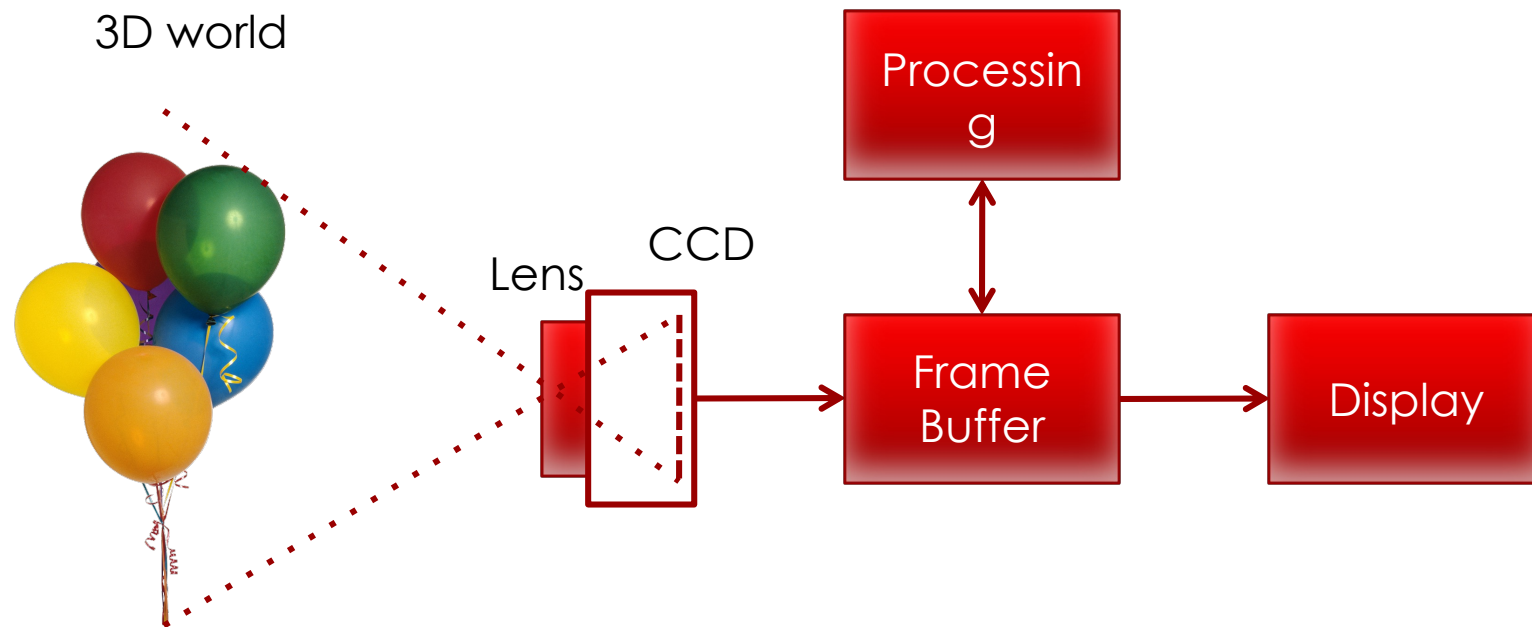 3D world
Processin
g
CCD
Lens
Frame
Buffer
Display